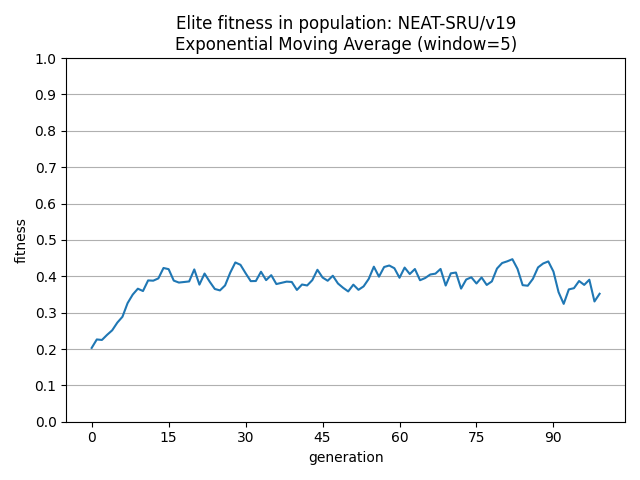 Elite fitness in population: NEAT-SRU/v19
Exponential Moving Average (window=5)
1.0
0.9
0.8
0.7
0.6
0.5
0.4
0.3
0.2
0.1
0.0
fitness
0 15 30 45 60 75 90
generation